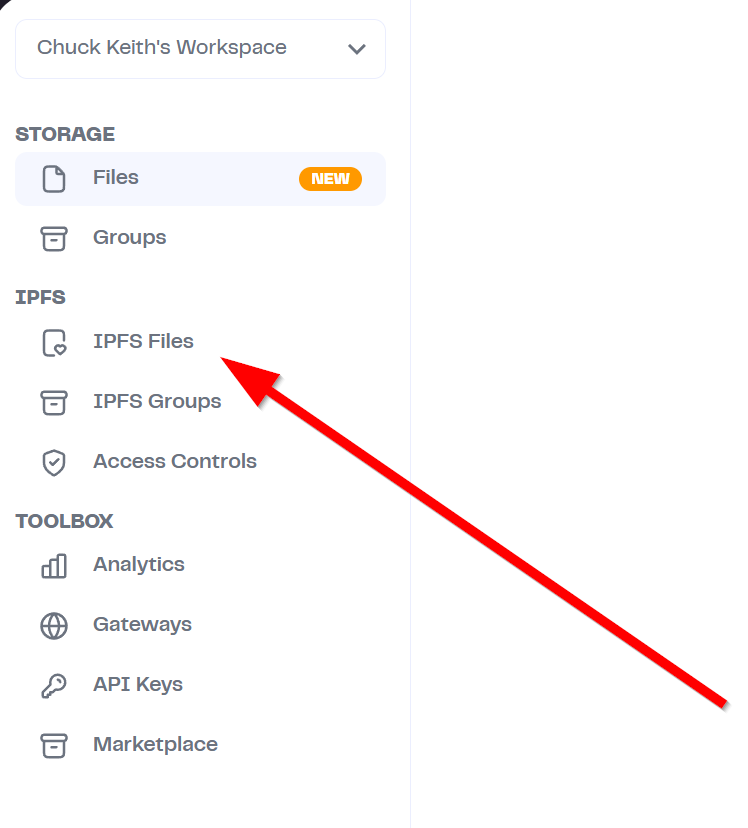 Chuck Keith's Workspace
STORAGE
Files NEW
Groups
IPFS
IPFS Files
IPFS Groups
Access Controls
TOOLBOX
Analytics
Gateways
API Keys
Marketplace